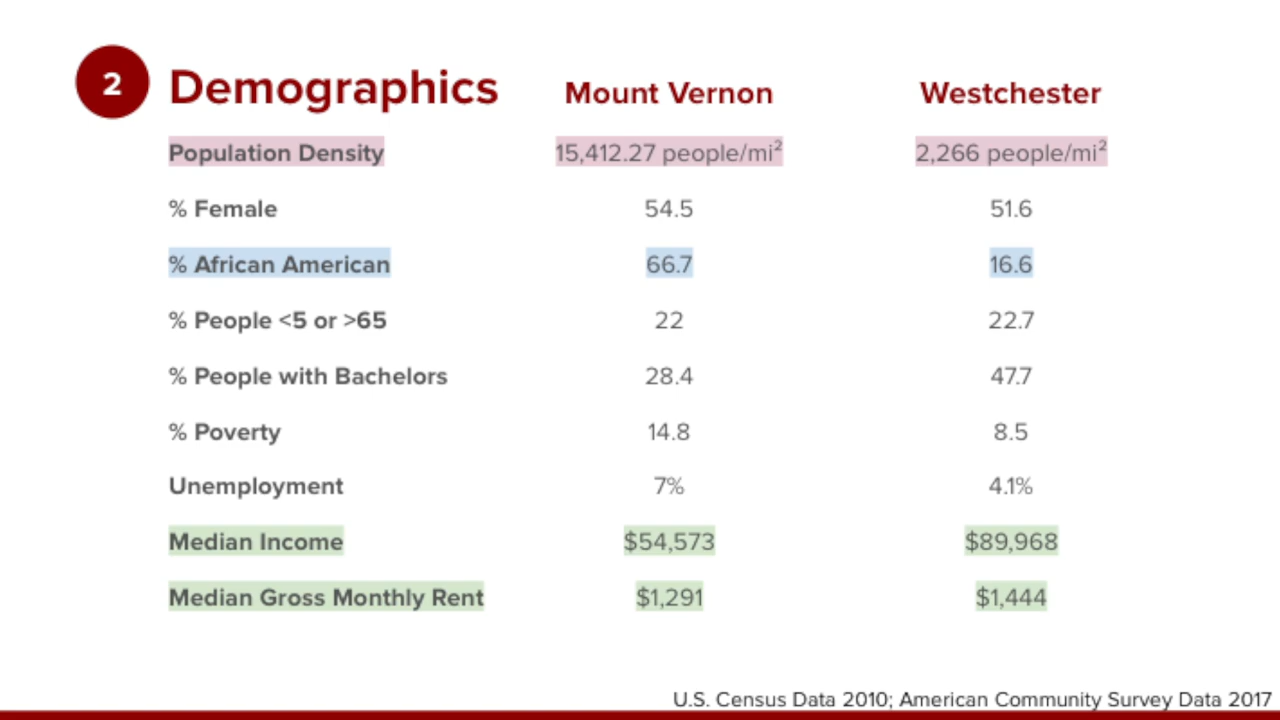 2 Demographics Mount Vernon Westchester
Population Density 15,412.27 people/mi² 2,266 people/mi²
% Female 54.5 51.6
% African American 66.7 16.6
% People <5 or >65 22 22.7
% People with Bachelors 28.4 47.7
% Poverty 14.8 8.5
Unemployment 7% 4.1%
Median Income $54,573 $89,968
Median Gross Monthly Rent $1,291 $1,444
U.S. Census Data 2010; American Community Survey Data 2017